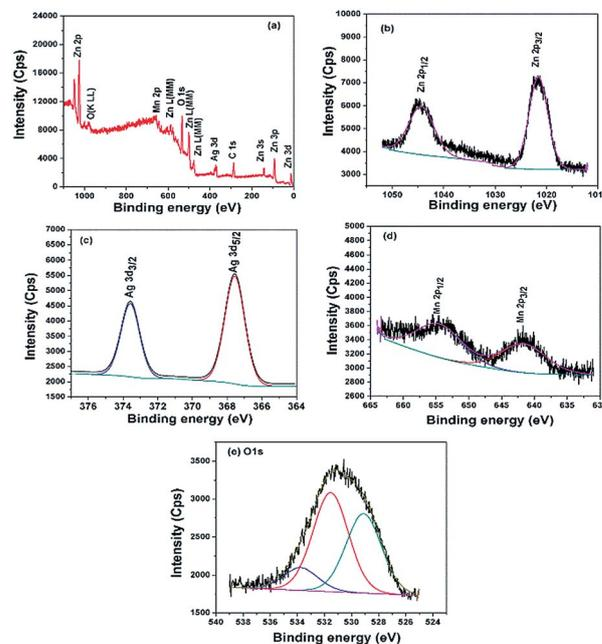 (a)
24000
20000
16000
12000
8000
4000
0
Intensity (Cps)
Zn 2p
O(K LL)
Mn 2p
Zn L(MM)
O 1s
Zn L(MM)
Zn L(MM)
Ag 3d
C 1s
Zn 3s
Zn 3p
Zn 3d
1000 800 600 400 200 0
Binding energy (eV)
(b)
10000
9000
8000
7000
6000
5000
4000
3000
Intensity (Cps)
Zn 2p1/2
Zn 2p3/2
1050 1040 1030 1020 101
Binding energy (eV)
(c)
7000
6500
6000
5500
5000
4500
4000
3500
3000
2500
2000
1500
Intensity (Cps)
Ag 3d3/2
Ag 3d5/2
376 372 368 364
Binding energy (eV)
(d)
5000
4800
4600
4400
4200
4000
3800
3600
3400
3200
3000
2800
2600
Intensity (Cps)
Mn 2p1/2
Mn 2p3/2
665 660 655 650 645 640 635 63
Binding energy (eV)
(e) O1s
3500
3000
2500
2000
1500
Intensity (Cps)
540 538 536 534 532 530 528 526 524
Binding energy (eV)